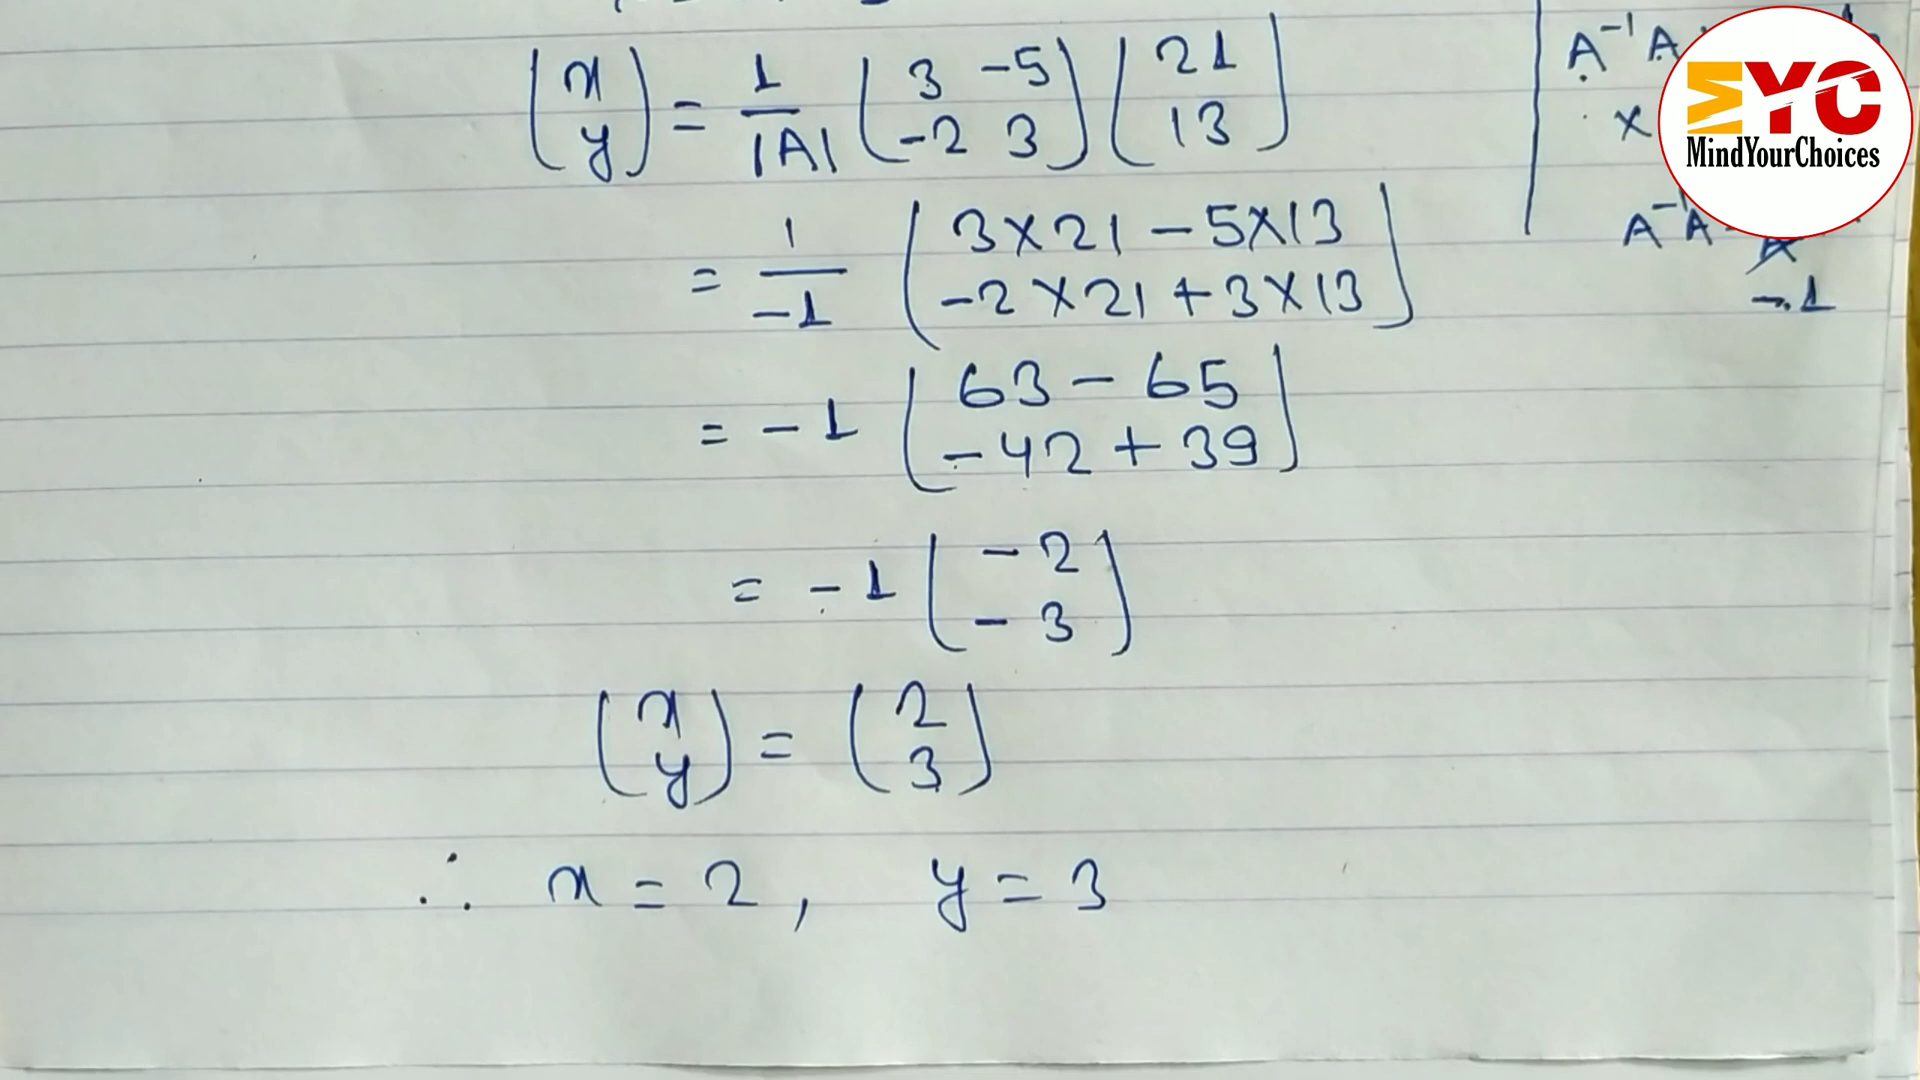 (x y) = 1/|A| (3 -5 -2 3) (21 13)
= 1/-1 (3×21 - 5×13 -2×21 + 3×13)
= -1 (63 - 65 -42 + 39)
= -1 (-2 -3)
(x y) = (2 3)
∴ x = 2, y = 3
A⁻¹A
x
A⁻¹A
-1
MYC
MindYourChoices